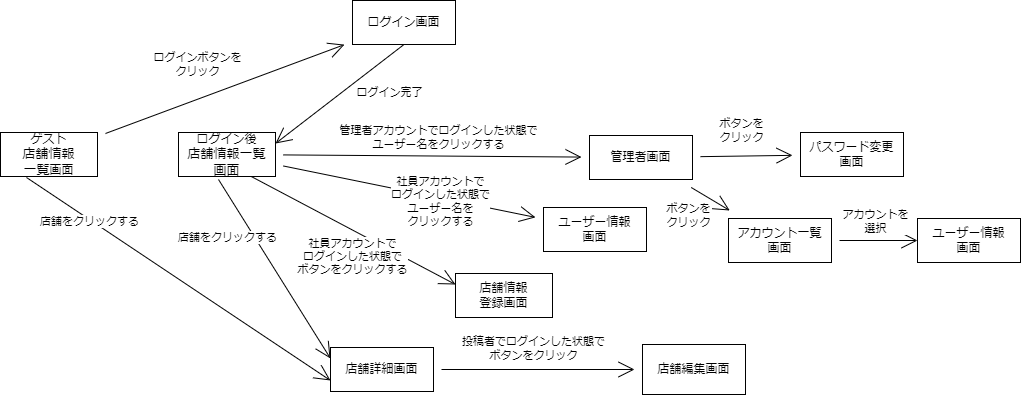 ログイン画面
ログインボタンを
クリック
ログイン完了
ゲスト
店舗情報
一覧画面
ログイン後
店舗情報一覧
画面
管理者アカウントでログインした状態で
ユーザー名をクリックする
管理者画面
ボタンを
クリック
パスワード変更
画面
社員アカウントで
ログインした状態で
ユーザー名を
クリックする
ユーザー情報
画面
ボタンを
クリック
アカウント一覧
画面
アカウントを
選択
ユーザー情報
画面
店舗をクリックする
店舗をクリックする
社員アカウントで
ログインした状態で
ボタンをクリックする
店舗情報
登録画面
店舗詳細画面
投稿者でログインした状態で
ボタンをクリック
店舗編集画面